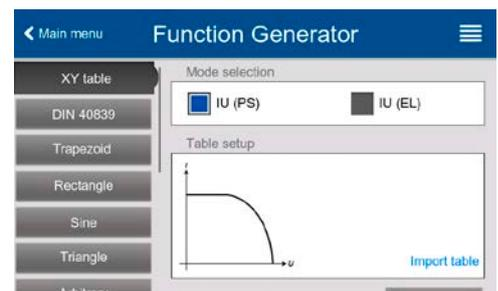 Main menu
Function Generator
XY table
DIN 40839
Trapezoid
Rectangle
Sine
Triangle
Mode selection
IU (PS)
IU (EL)
Table setup
I
U
Import table